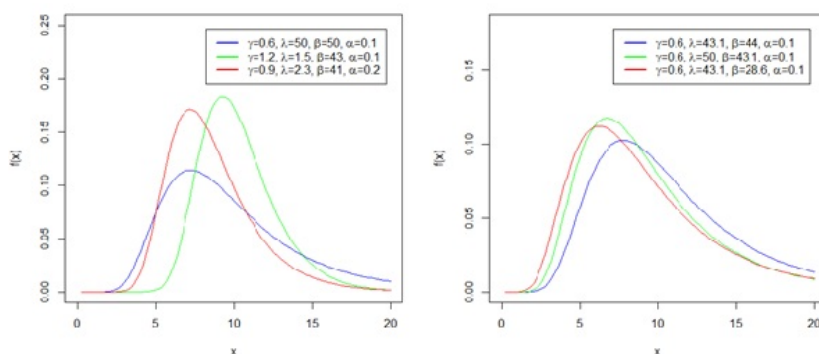 0.25
0.20
0.15
0.10
0.05
0.00
f(x)
γ=0.6, λ=50, β=50, α=0.1
γ=1.2, λ=1.5, β=43, α=0.1
γ=0.9, λ=2.3, β=41, α=0.2
0 5 10 15 20
x
0.15
0.10
0.05
0.00
f(x)
γ=0.6, λ=43.1, β=44, α=0.1
γ=0.6, λ=50, β=43.1, α=0.1
γ=0.6, λ=43.1, β=28.6, α=0.1
0 5 10 15 20
x